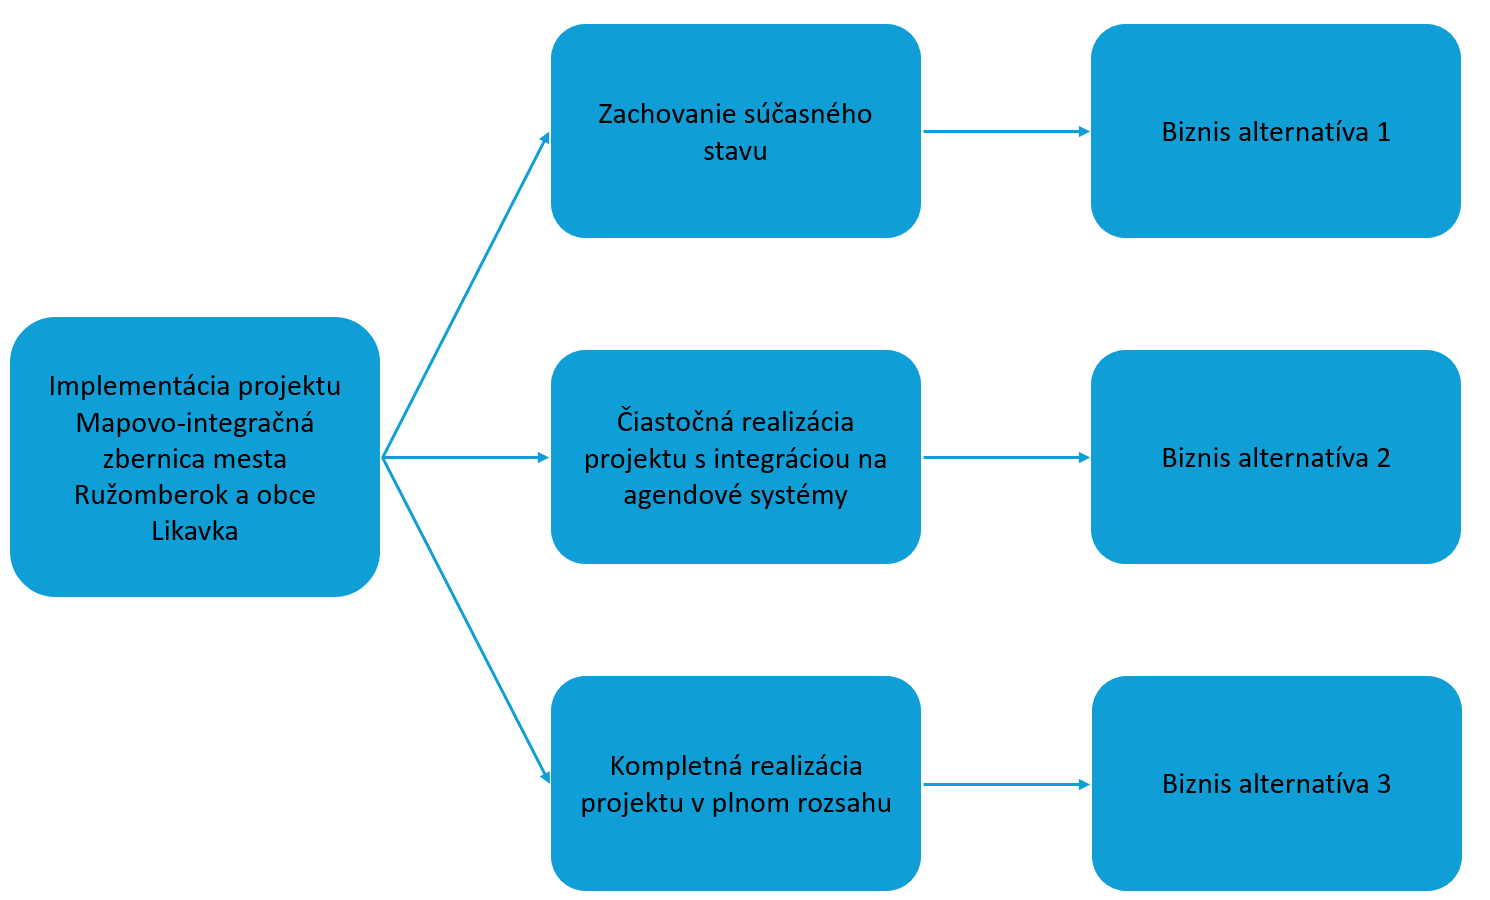 Implementácia projektu
Mapovo-integračná
zbernica mesta
Ružomberok a obce
Likavka
Zachovanie súčasného
stavu
Biznis alternatíva 1
Čiastočná realizácia
projektu s integráciou na
agendové systémy
Biznis alternatíva 2
Kompletná realizácia
projektu v plnom rozsahu
Biznis alternatíva 3